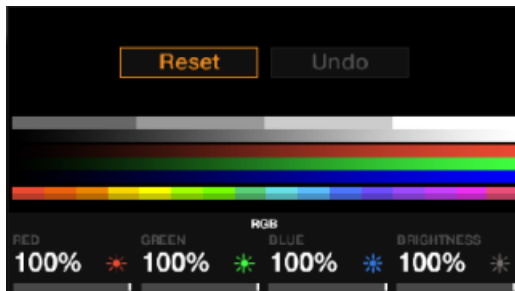 Reset Undo
RGB
RED GREEN BLUE BRIGHTNESS
100% 100% 100% 100%